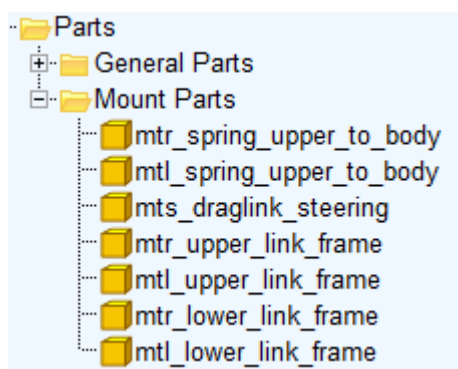 Parts
General Parts
Mount Parts
mtr_spring_upper_to_body
mtl_spring_upper_to_body
mts_draglink_steering
mtr_upper_link_frame
mtl_upper_link_frame
mtr_lower_link_frame
mtl_lower_link_frame